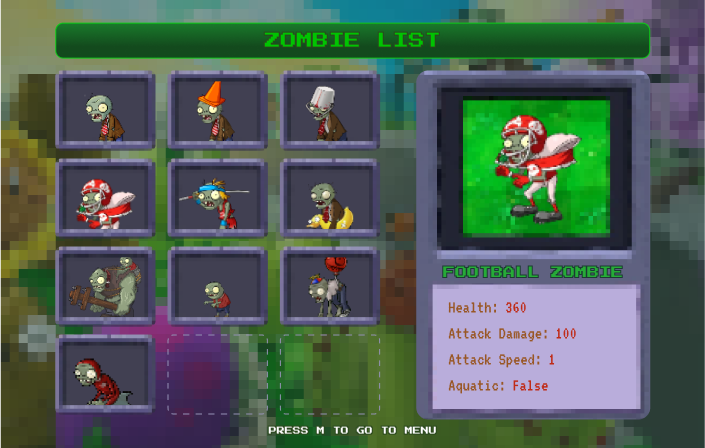 ZOMBIE LIST
FOOTBALL ZOMBIE
Health: 360
Attack Damage: 100
Attack Speed: 1
Aquatic: False
PRESS M TO GO TO MENU